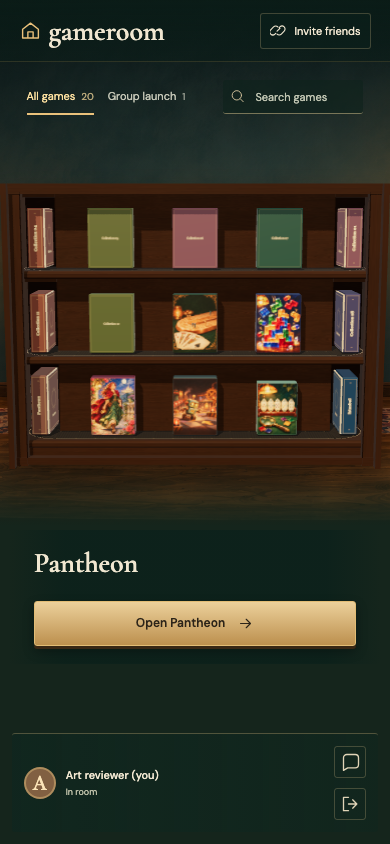 gameroom
Invite friends
All games 20
Group launch 1
Search games
Pantheon
Open Pantheon
A
Art reviewer (you)
In room